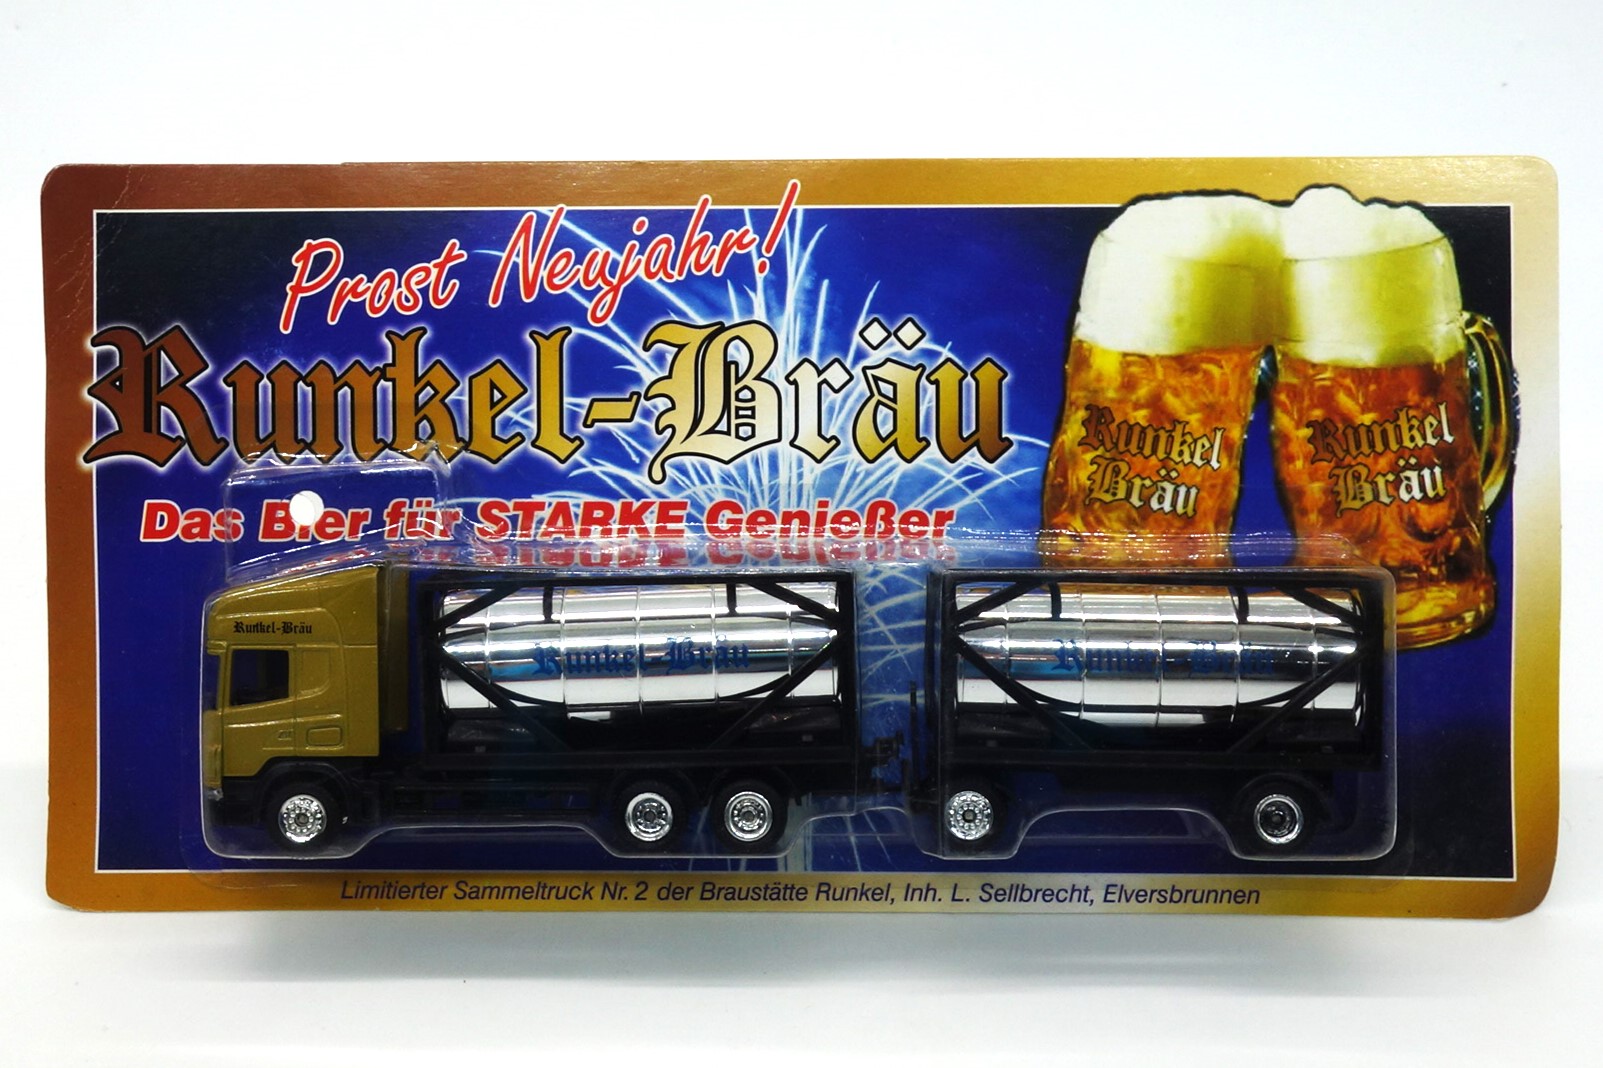 Prost Neujahr!
Runkel-Bräu
Das Bier für STARKE Genießer
Runkel
Bräu
Runkel
Bräu
Runkel-Bräu
Runkel-Bräu
Runkel-Bräu
Limitierter Sammeltruck Nr. 2 der Braustätte Runkel, Inh. L. Sellbrecht, Elversbrunnen